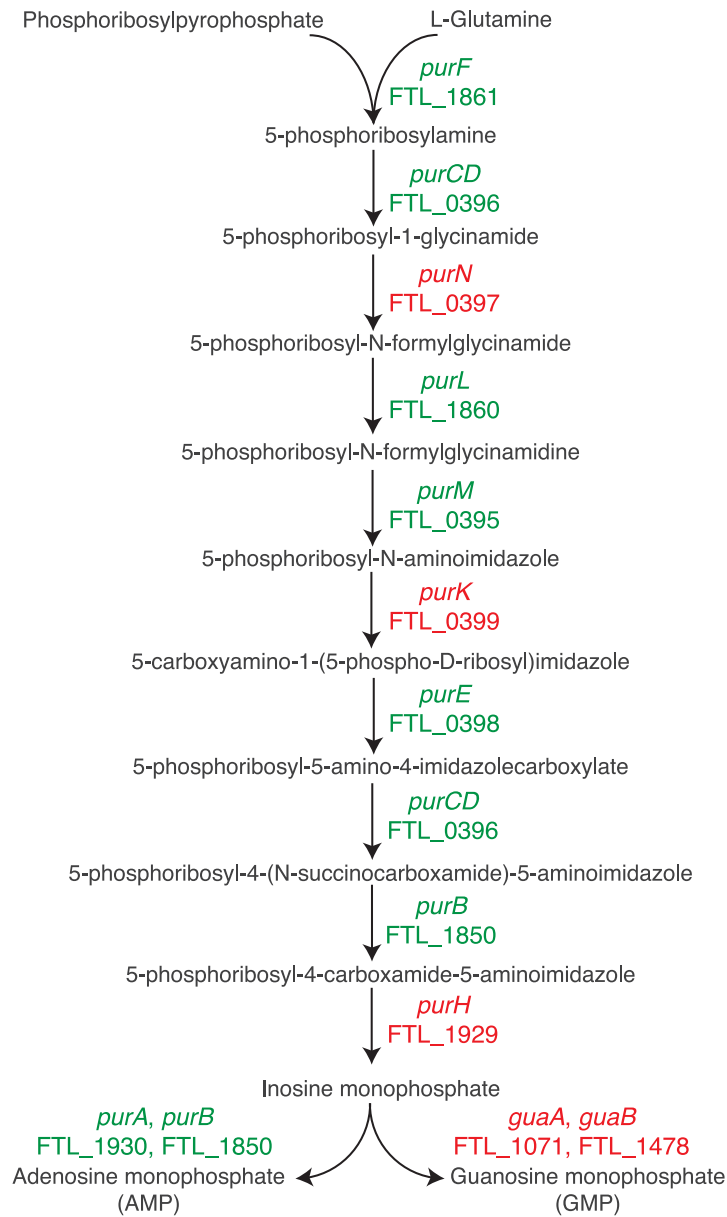 Phosphoribosylpyrophosphate
L-Glutamine
purF
FTL_1861
5-phosphoribosylamine
purCD
FTL_0396
5-phosphoribosyl-1-glycinamide
purN
FTL_0397
5-phosphoribosyl-N-formylglycinamide
purL
FTL_1860
5-phosphoribosyl-N-formylglycinamidine
purM
FTL_0395
5-phosphoribosyl-N-aminoimidazole
purK
FTL_0399
5-carboxyamino-1-(5-phospho-D-ribosyl)imidazole
purE
FTL_0398
5-phosphoribosyl-5-amino-4-imidazolecarboxylate
purCD
FTL_0396
5-phosphoribosyl-4-(N-succinocarboxamide)-5-aminoimidazole
purB
FTL_1850
5-phosphoribosyl-4-carboxamide-5-aminoimidazole
purH
FTL_1929
Inosine monophosphate
purA, purB
FTL_1930, FTL_1850
Adenosine monophosphate
(AMP)
guaA, guaB
FTL_1071, FTL_1478
Guanosine monophosphate
(GMP)